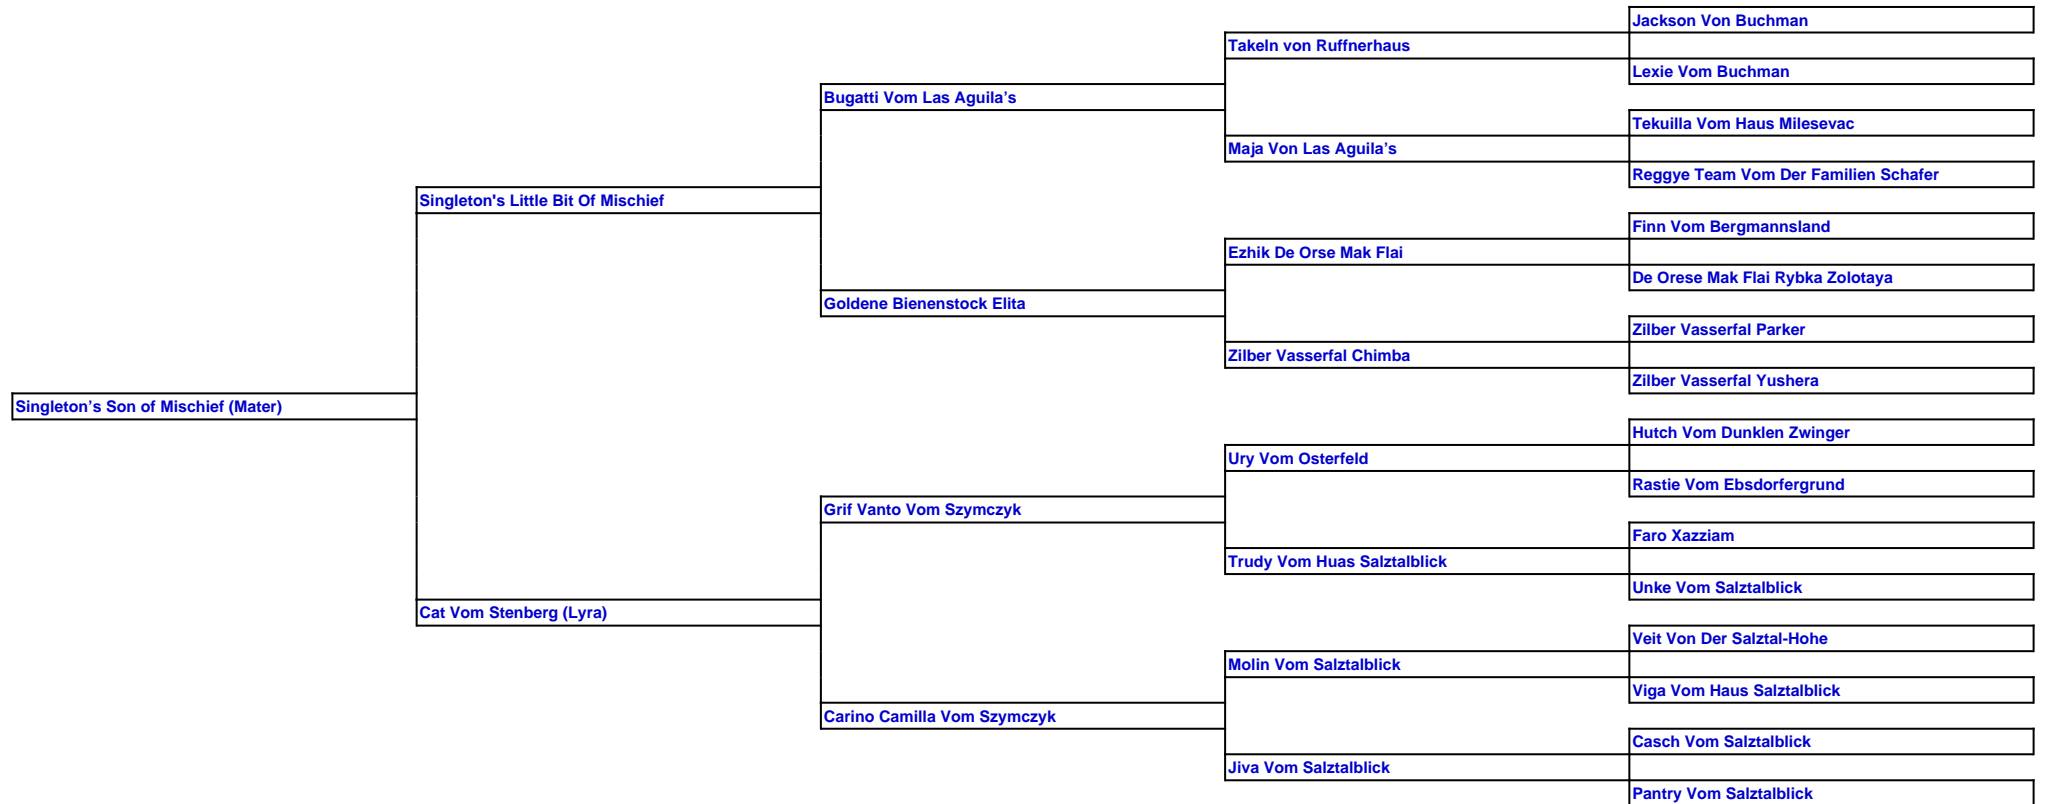 Jackson Von Buchman
Takeln von Ruffnerhaus
Lexie Vom Buchman
Bugatti Vom Las Aguila’s
Tekuilla Vom Haus Milesevac
Maja Von Las Aguila’s
Reggye Team Vom Der Familien Schafer
Singleton's Little Bit Of Mischief
Finn Vom Bergmannsland
Ezhik De Orse Mak Flai
De Orese Mak Flai Rybka Zolotaya
Goldene Bienenstock Elita
Zilber Vasserfal Parker
Zilber Vasserfal Chimba
Zilber Vasserfal Yushera
Singleton’s Son of Mischief (Mater)
Hutch Vom Dunklen Zwinger
Ury Vom Osterfeld
Rastie Vom Ebsdorfergrund
Grif Vanto Vom Szymczyk
Faro Xazziam
Trudy Vom Huas Salztalblick
Unke Vom Salztalblick
Cat Vom Stenberg (Lyra)
Veit Von Der Salztal-Hohe
Molin Vom Salztalblick
Viga Vom Haus Salztalblick
Carino Camilla Vom Szymczyk
Casch Vom Salztalblick
Jiva Vom Salztalblick
Pantry Vom Salztalblick